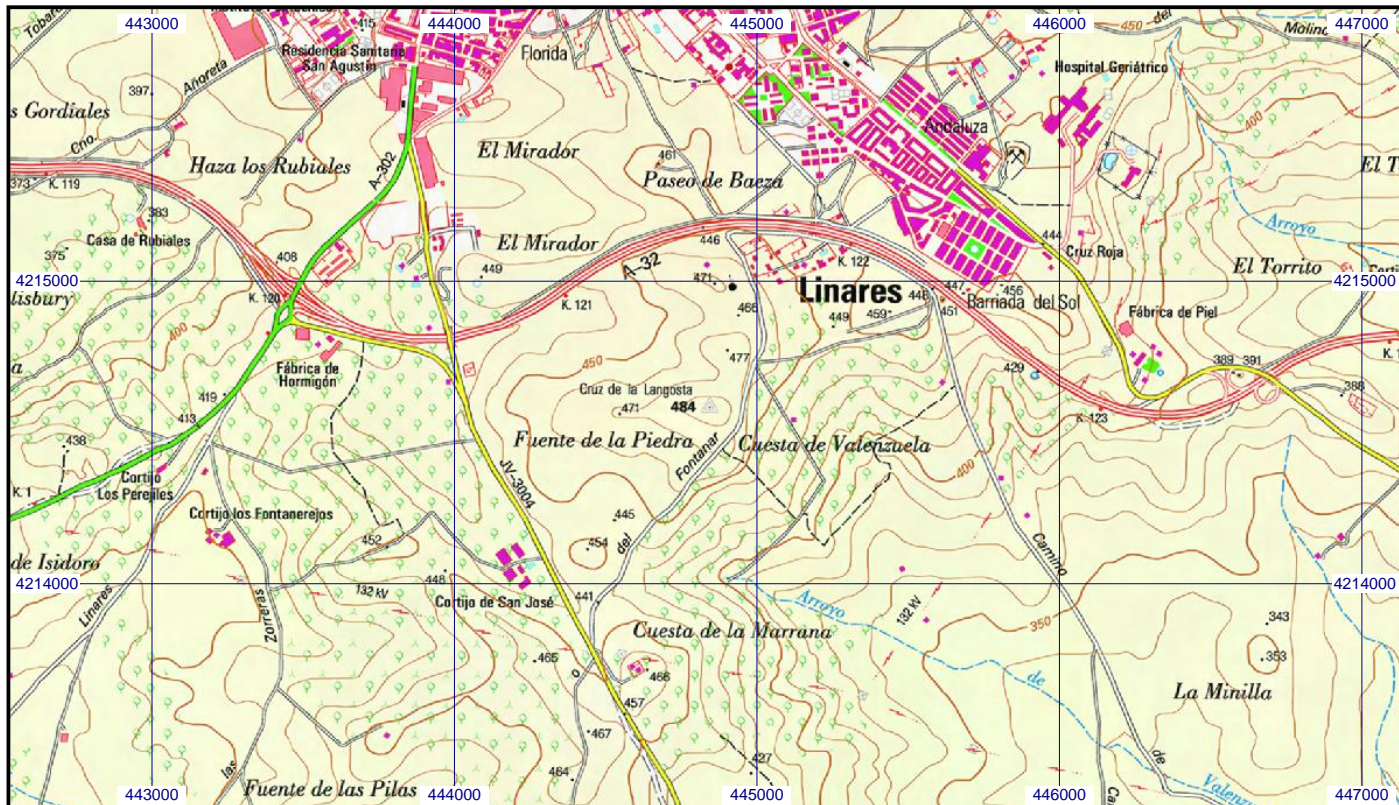 443000
444000
445000
446000
447000
415
450
del
Molino
Tobar
Residencia Sanitaria
San Agustín
Florida
Hospital Geriátrico
Añoreta
397
s Gordiales
Cno.
400
Andaluza
El Mirador
461
Haza los Rubiales
A-302
Paseo de Baeza
El T
373
K. 119
383
Arroyo
Casa de Rubiales
El Mirador
446
444
Cruz Roja
375
408
449
A-32
471
K. 122
El Torrito
4215000
4215000
lisbury
K. 120
K. 121
Linares
447
456
448
Barriada del Sol
468
449
459
451
Fábrica de Piel
400
477
450
Fábrica de
Hormigón
429
389
391
a
Cruz de la Langosta
388
419
471
484
K. 123
413
438
Fuente de la Piedra
Cuesta de Valenzuela
Fontanar
400
K. 1
Cortijo
Los Perejiles
JV-3004
Cortijo los Fontanerejos
445
452
454
del
Camino
de Isidoro
4214000
4214000
448
132 kV
Cortijo de San José
441
Linares
Zorreras
Arroyo
132 kV
350
343
Cuesta de la Marrana
465
466
353
o
de
La Minilla
457
467
427
de
las
464
Fuente de las Pilas
443000
444000
445000
446000
447000